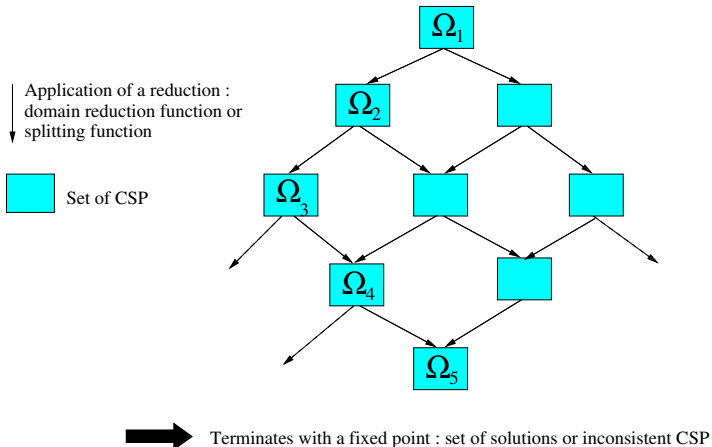 Ω1
Application of a reduction :
domain reduction function or
splitting function
Ω2
Set of CSP
Ω3
Ω4
Ω5
Terminates with a fixed point : set of solutions or inconsistent CSP